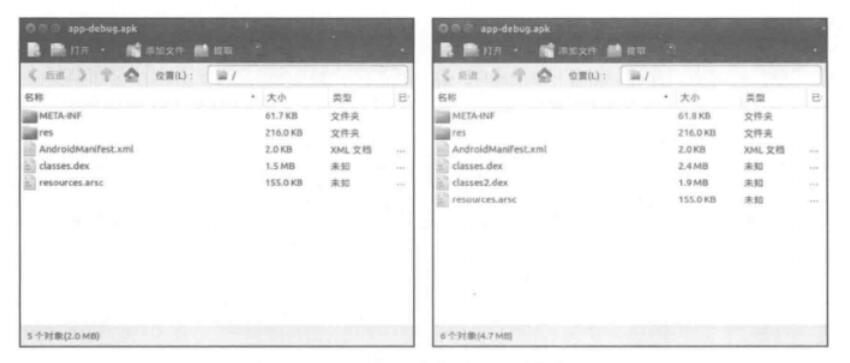 app-debug.apk
打开 添加文件 提取
后退 位置(L): /
名称 大小 类型 已
META-INF 61.7 KB 文件夹
res 216.0 KB 文件夹
AndroidManifest.xml 2.0 KB XML 文档 ...
classes.dex 1.5 MB 未知 ...
resources.arsc 155.0 KB 未知 ...
5 个对象(2.0 MB)
app-debug.apk
打开 添加文件 提取
后退 位置(L): /
名称 大小 类型 已
META-INF 61.8 KB 文件夹
res 216.0 KB 文件夹
AndroidManifest.xml 2.0 KB XML 文档 ...
classes.dex 2.4 MB 未知 ...
classes2.dex 1.9 MB 未知 ...
resources.arsc 155.0 KB 未知 ...
6 个对象(4.7 MB)